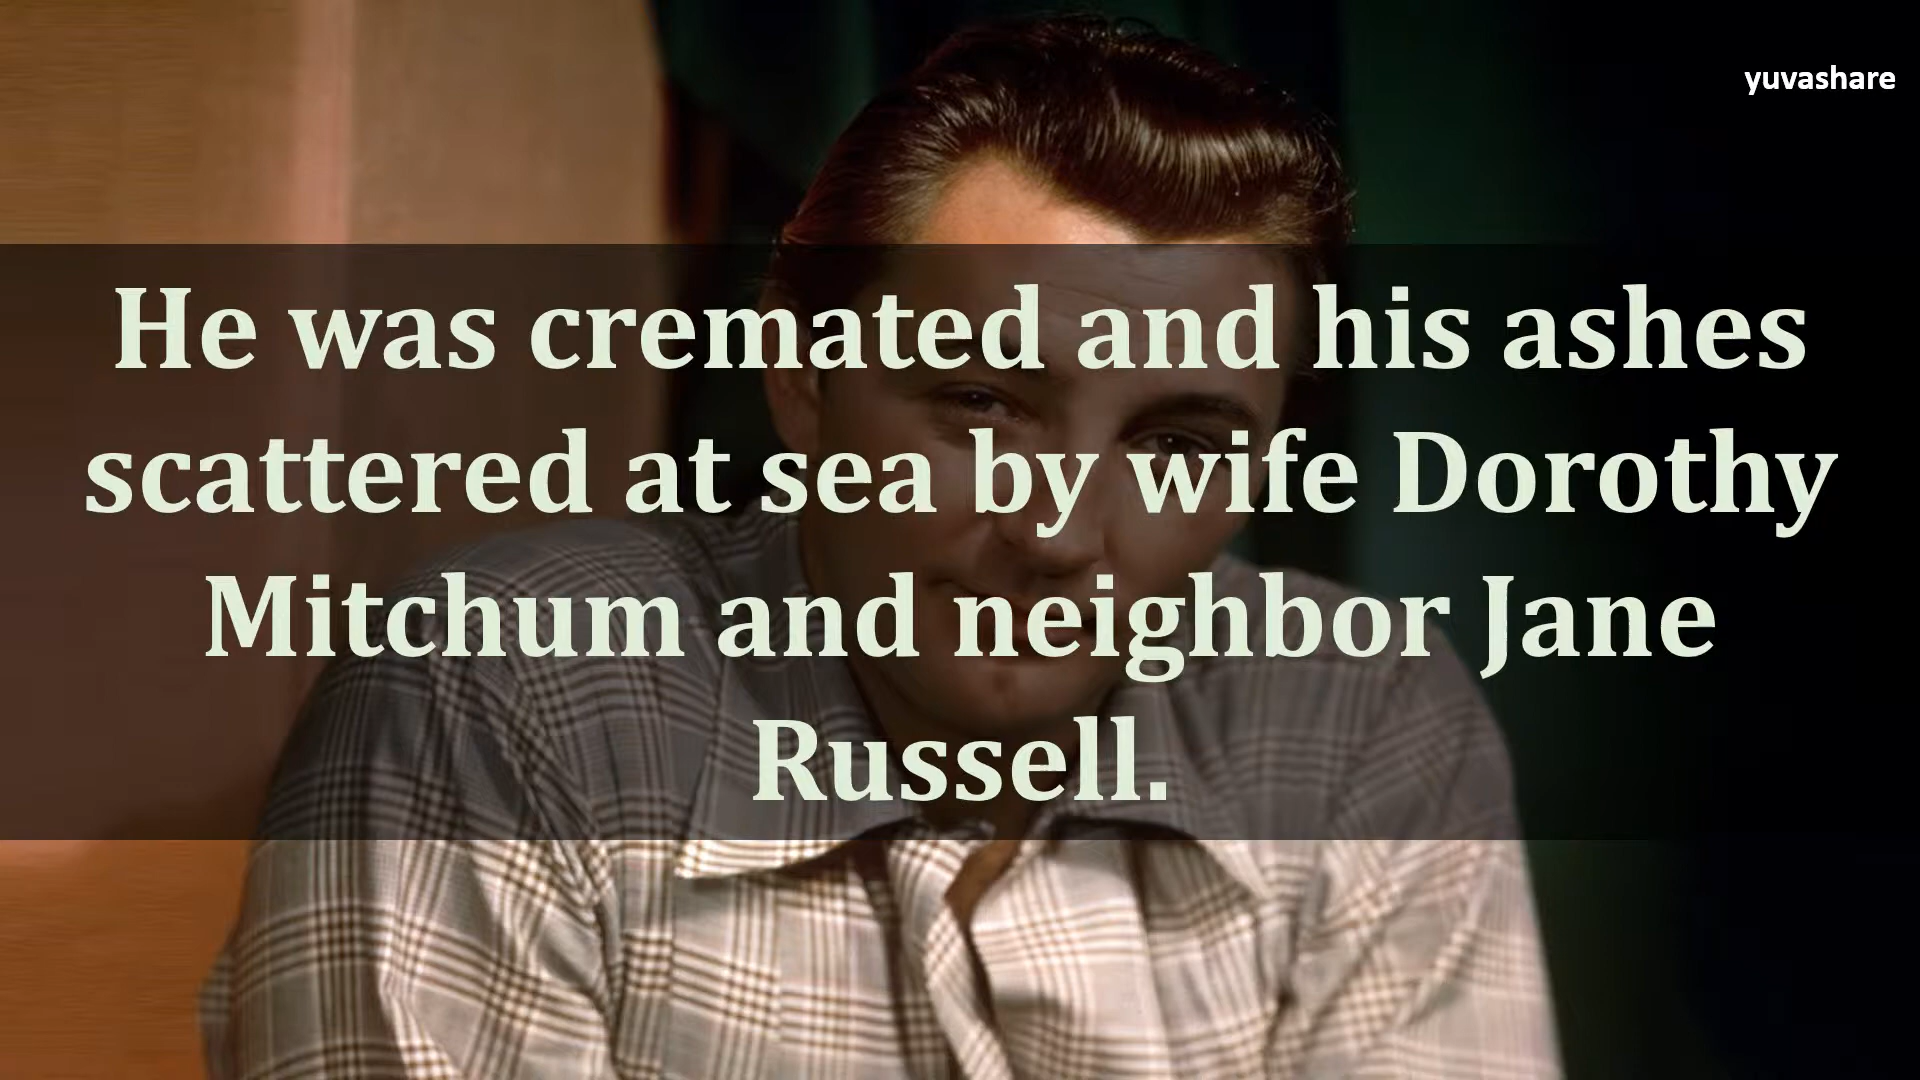 yuvashare
He was cremated and his ashes
scattered at sea by wife Dorothy
Mitchum and neighbor Jane
Russell.